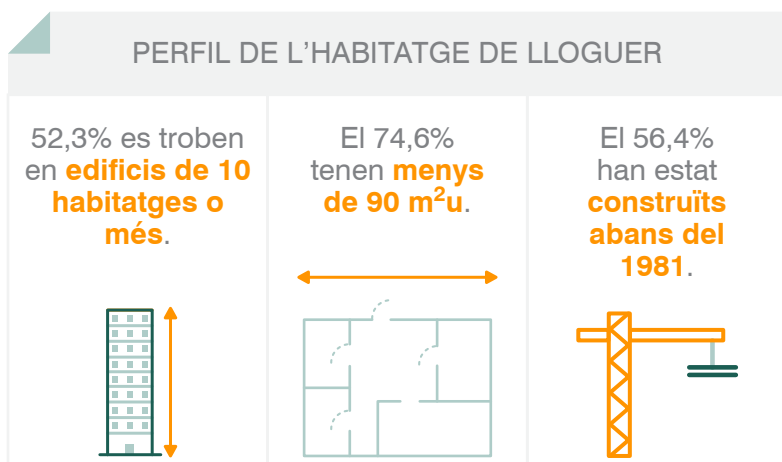 PERFIL DE L’HABITATGE DE LLOGUER
52,3% es troben
en edificis de 10
habitatges o
més.
El 74,6%
tenen menys
de 90 m²u.
El 56,4%
han estat
construïts
abans del
1981.